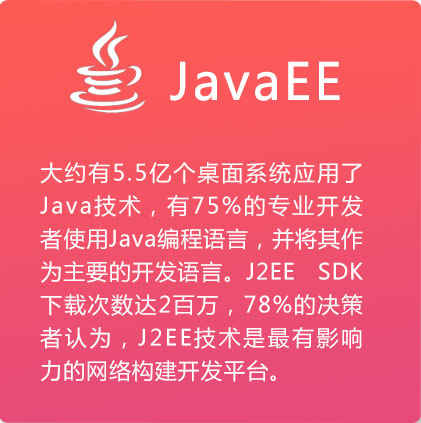 JavaEE
大约有5.5亿个桌面系统应用了
Java技术，有75%的专业开发
者使用Java编程语言，并将其作
为主要的开发语言。J2EE SDK
下载次数达2百万，78%的决策
者认为，J2EE技术是最有影响
力的网络构建开发平台。